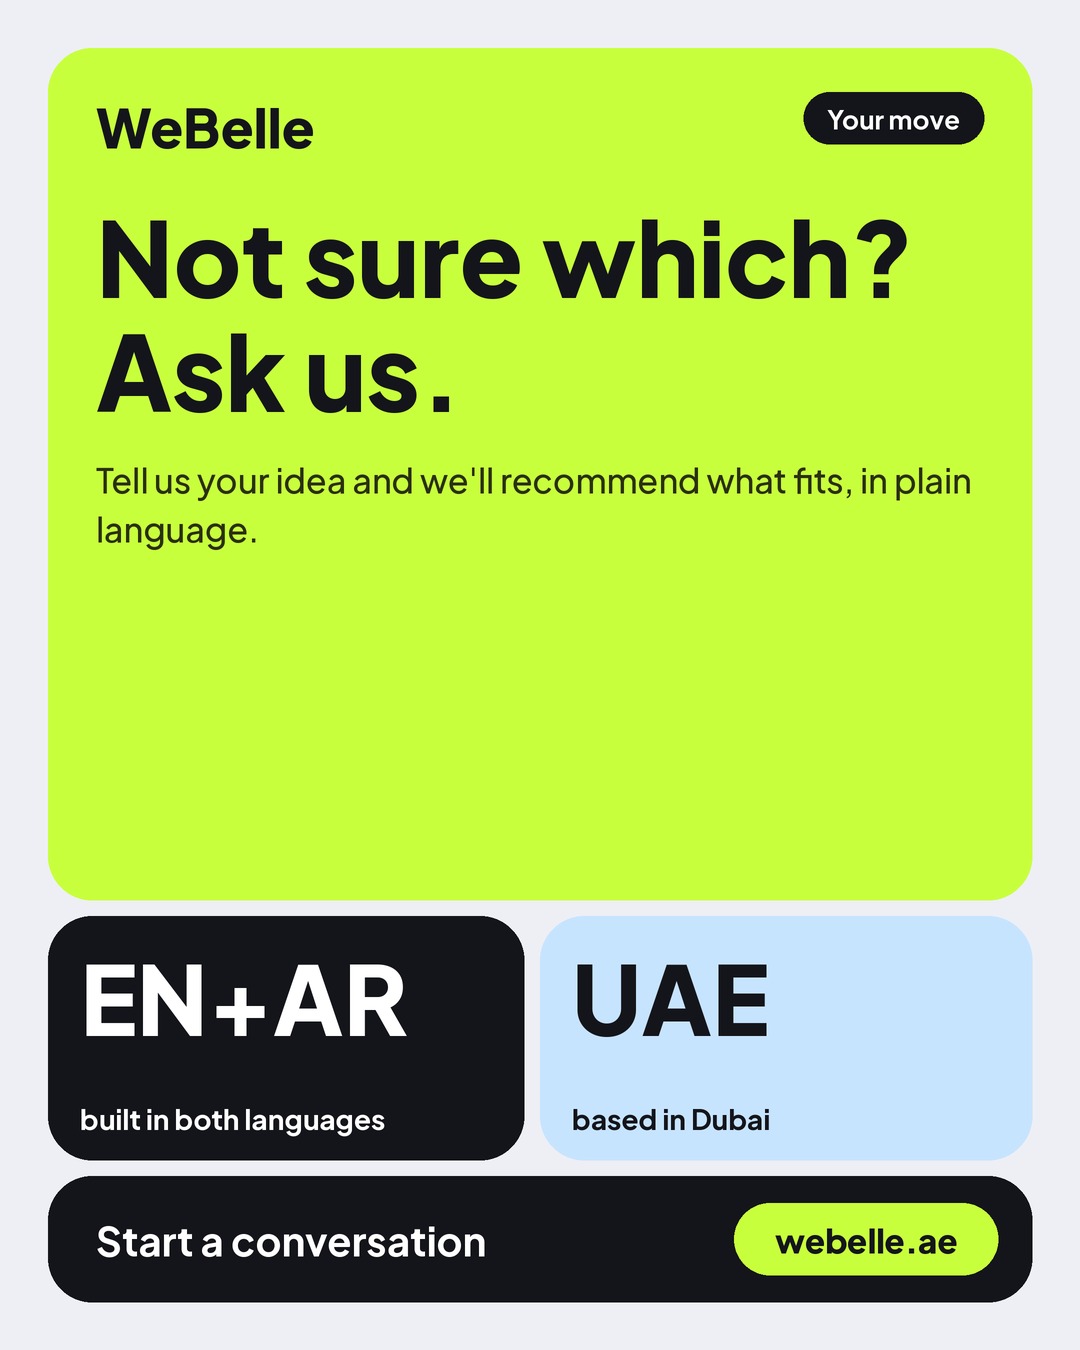 WeBelle
Your move
Not sure which?
Ask us.
Tell us your idea and we'll recommend what fits, in plain
language.
EN+AR
built in both languages
UAE
based in Dubai
Start a conversation
webelle.ae